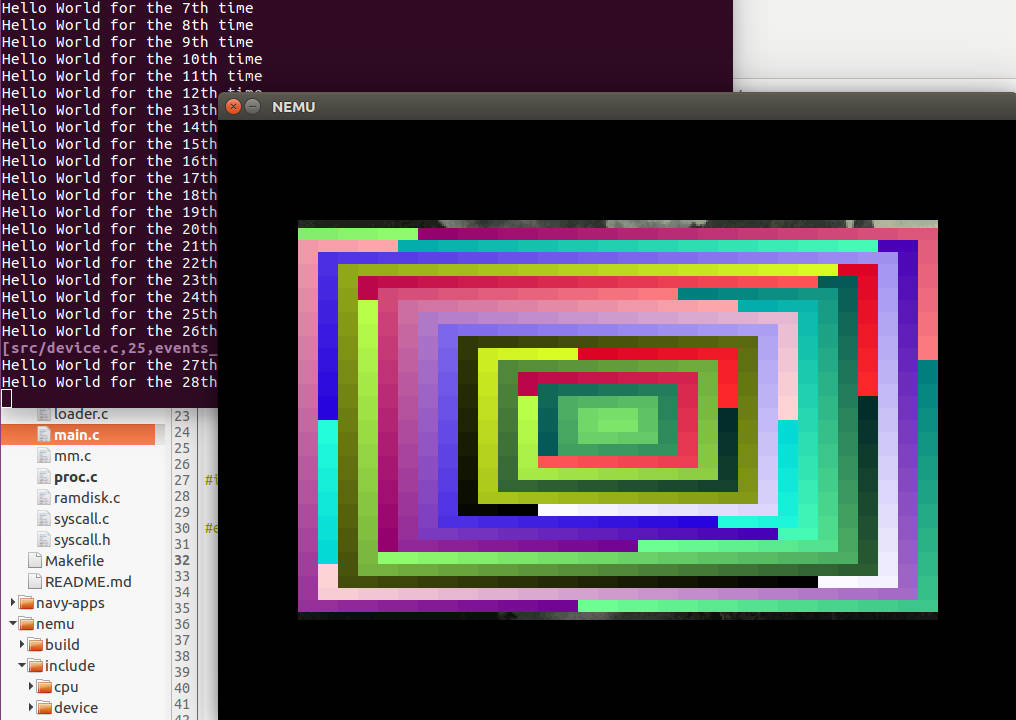 Hello World for the 7th time
Hello World for the 8th time
Hello World for the 9th time
Hello World for the 10th time
Hello World for the 11th time
Hello World for the 12th time
Hello World for the 13th
Hello World for the 14th
Hello World for the 15th
Hello World for the 16th
Hello World for the 17th
Hello World for the 18th
Hello World for the 19th
Hello World for the 20th
Hello World for the 21th
Hello World for the 22th
Hello World for the 23th
Hello World for the 24th
Hello World for the 25th
Hello World for the 26th
[src/device.c,25,events_
Hello World for the 27th
Hello World for the 28th
NEMU
loader.c
main.c
mm.c
proc.c
ramdisk.c
syscall.c
syscall.h
Makefile
README.md
navy-apps
nemu
build
include
cpu
device
23
24
25
26
27 #i
28
29
30 #e
31
32
33
34
35
36
37
38
39
40
41
42